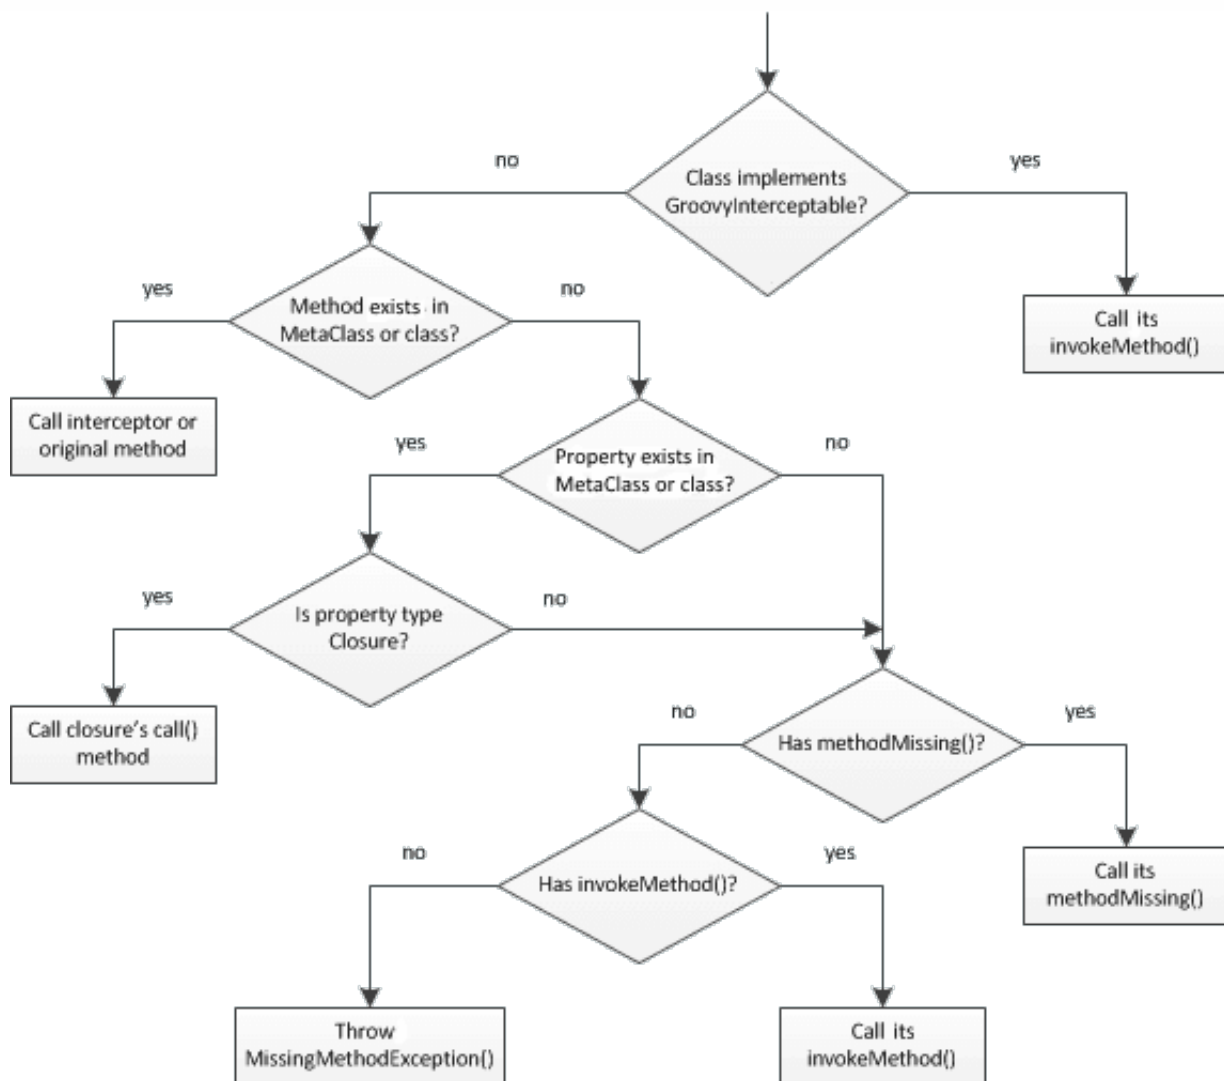 no
yes
Class implements
GroovyInterceptable?
yes
no
Method exists in
MetaClass or class?
Call its
invokeMethod()
Call interceptor or
original method
yes
no
Property exists in
MetaClass or class?
yes
no
Is property type
Closure?
Call closure's call()
method
no
yes
Has methodMissing()?
no
yes
Has invokeMethod()?
Call its
methodMissing()
Throw
MissingMethodException()
Call its
invokeMethod()